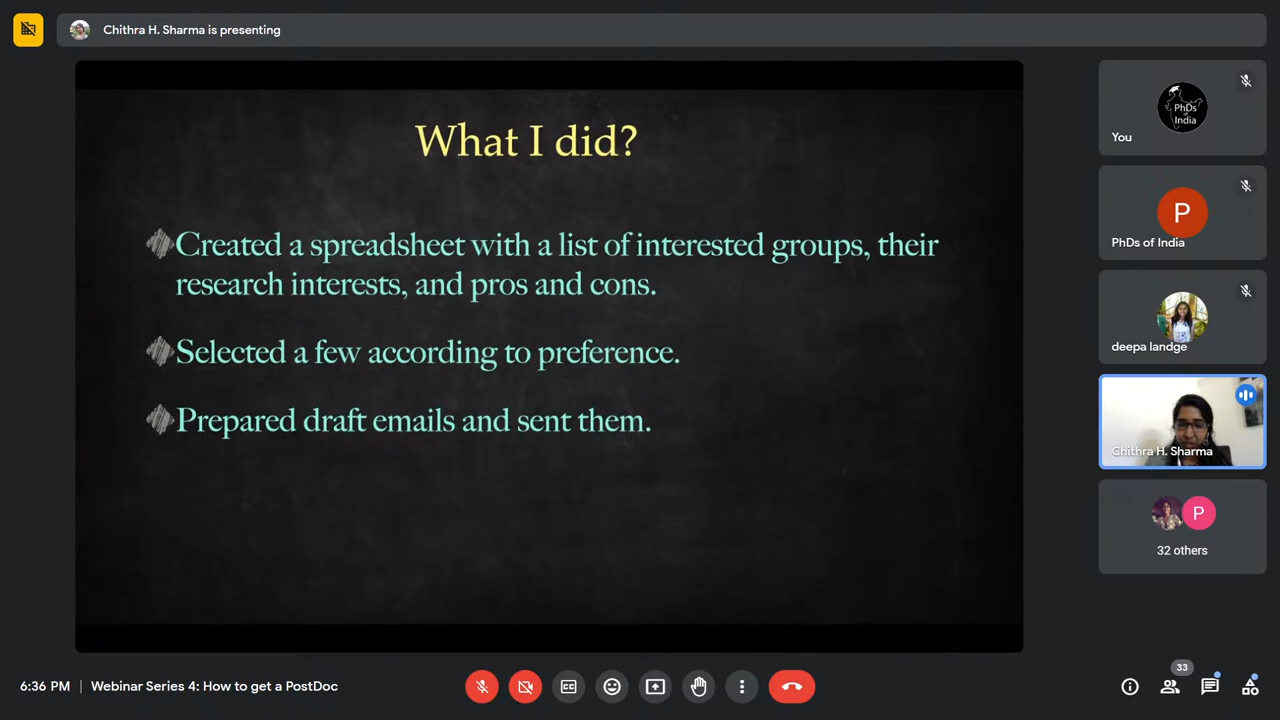 Chithra H. Sharma is presenting
What I did?
Created a spreadsheet with a list of interested groups, their
research interests, and pros and cons.
Selected a few according to preference.
Prepared draft emails and sent them.
PhDs
of
India
You
P
PhDs of India
deepa landge
Chithra H. Sharma
P
32 others
6:36 PM
Webinar Series 4: How to get a PostDoc
CC
33